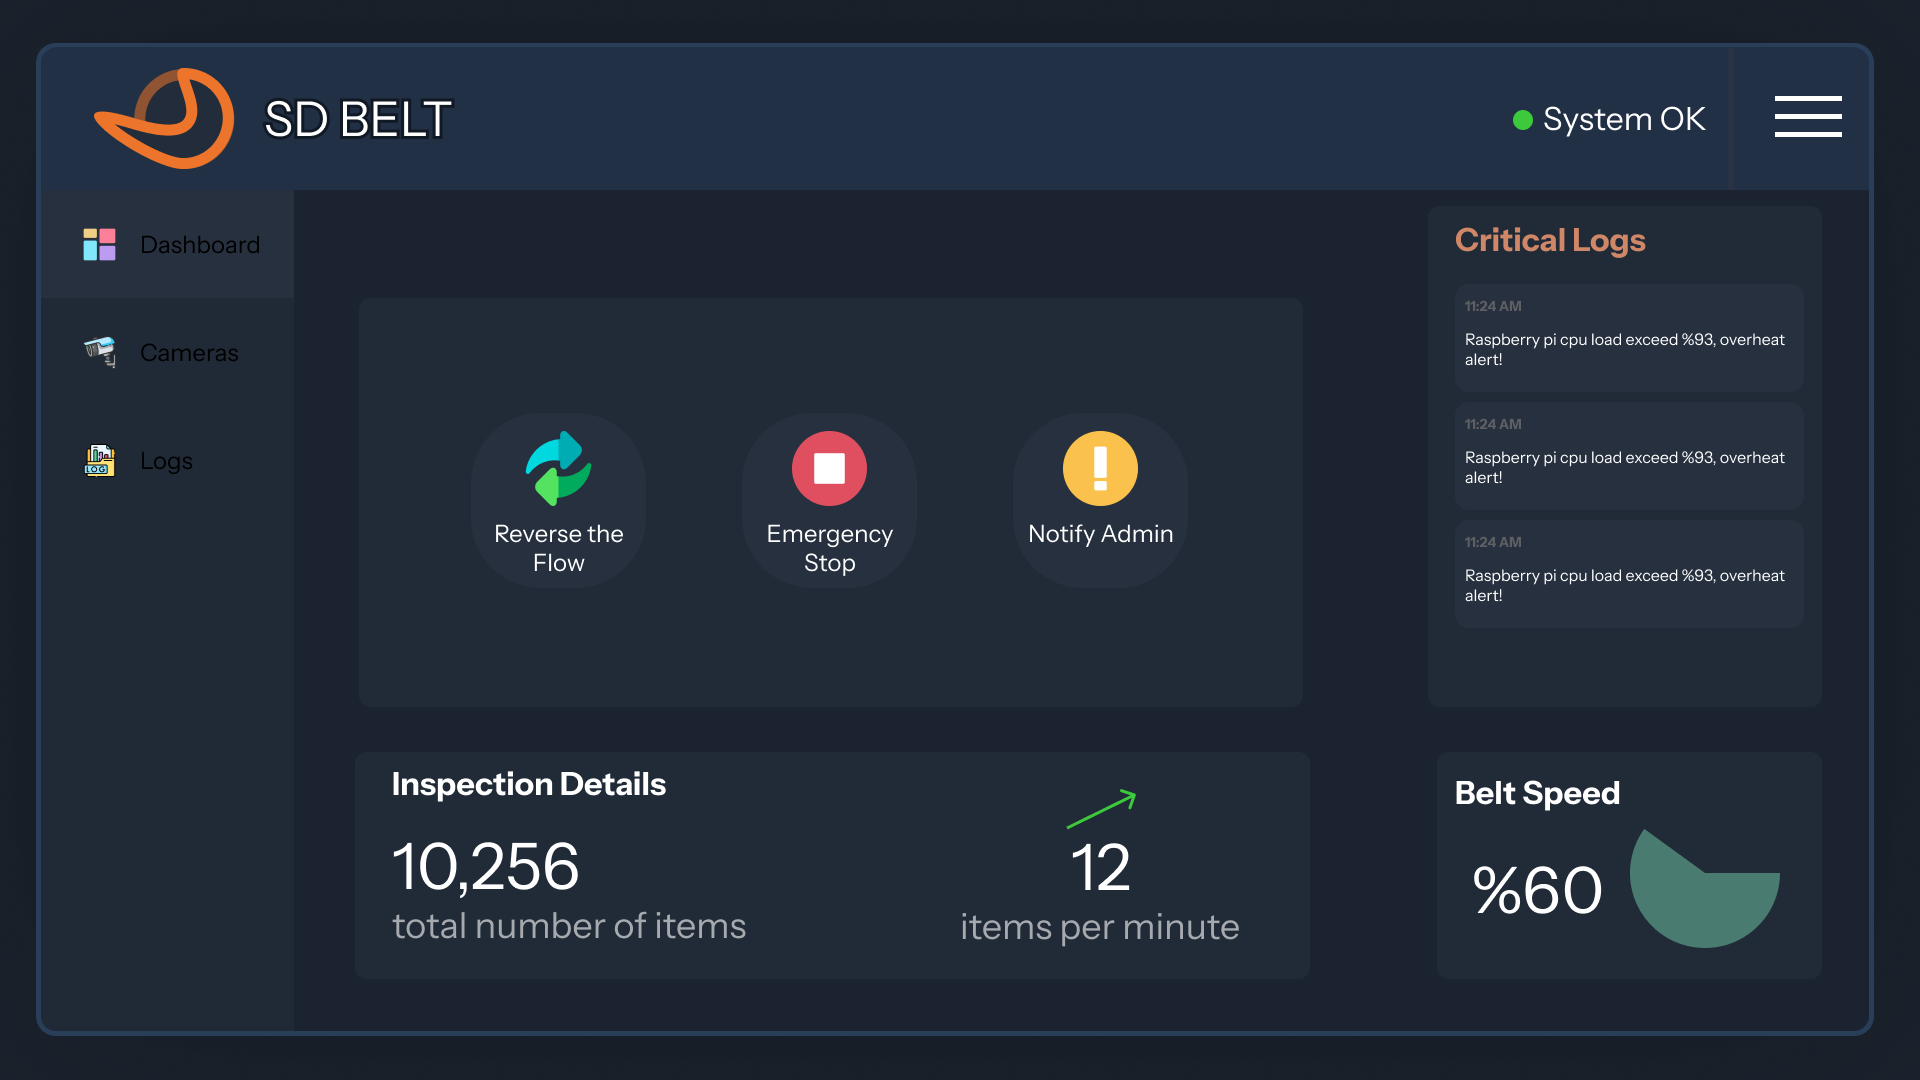 SD BELT
System OK
Dashboard
Cameras
LOG
Logs
Reverse the
Flow
Emergency
Stop
Notify Admin
Critical Logs
11:24 AM
Raspberry pi cpu load exceed %93, overheat
alert!
11:24 AM
Raspberry pi cpu load exceed %93, overheat
alert!
11:24 AM
Raspberry pi cpu load exceed %93, overheat
alert!
Inspection Details
10,256
total number of items
12
items per minute
Belt Speed
%60